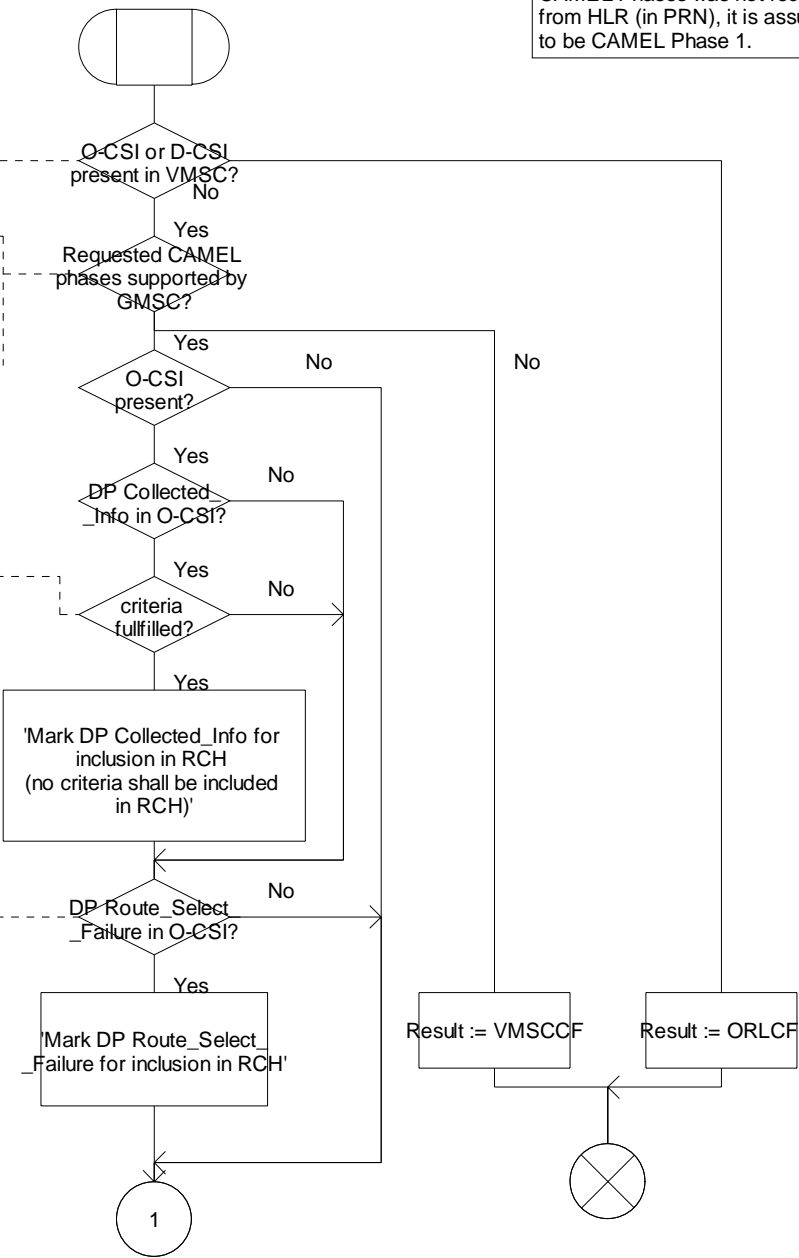 from HLR (in PRN), it is
to be CAMEL Phase 1.
O-CSI or D-CSI
present in VMSC?
No
Yes
Requested CAMEL
phases supported by
GMSC?
Yes
No
No
O-CSI
present?
Yes
No
DP Collected_
_Info in O-CSI?
Yes
No
criteria
fullfilled?
Yes
'Mark DP Collected_Info for
inclusion in RCH
(no criteria shall be included
in RCH)'
No
DP Route_Select_
_Failure in O-CSI?
Yes
'Mark DP Route_Select_
_Failure for inclusion in RCH'
Result := VMSCCF
Result := ORLCF
1